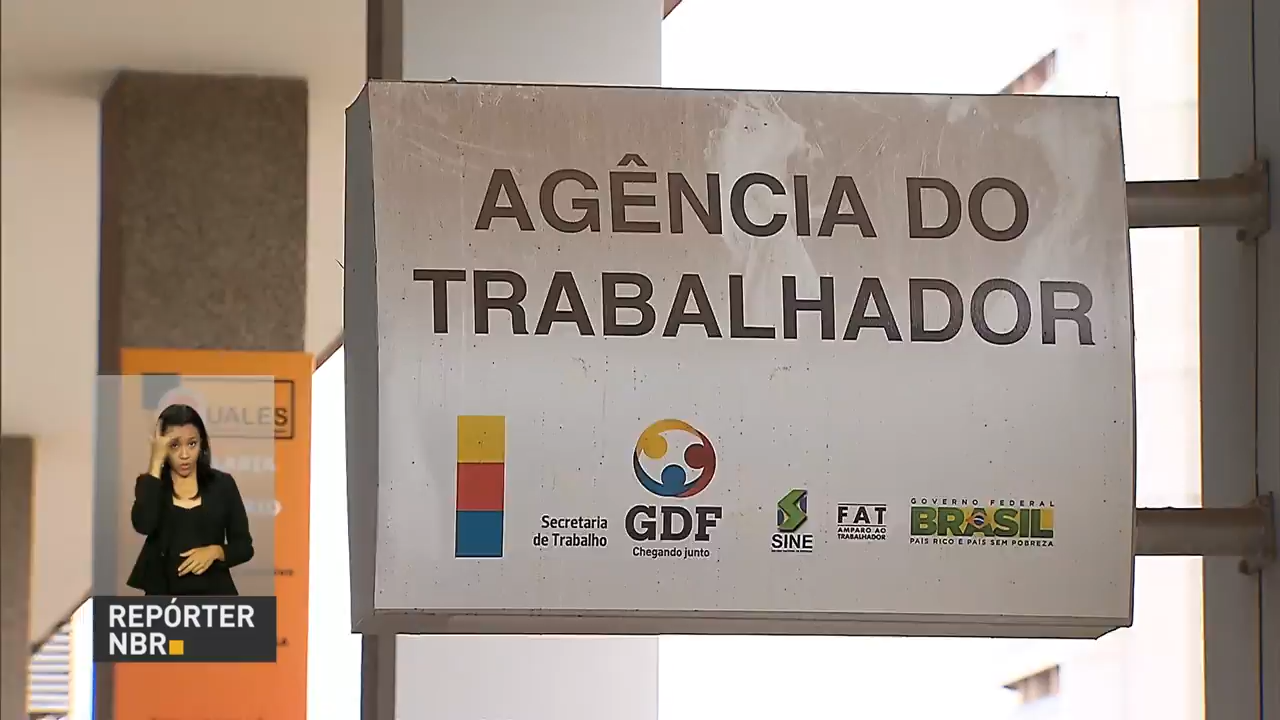 AGÊNCIA DO
TRABALHADOR
Secretaria
de Trabalho
GDF
Chegando junto
SINE
FAT
AMPARO AO
TRABALHADOR
GOVERNO FEDERAL
BRASIL
PAÍS RICO É PAÍS SEM POBREZA
UALES
REPÓRTER
NBR